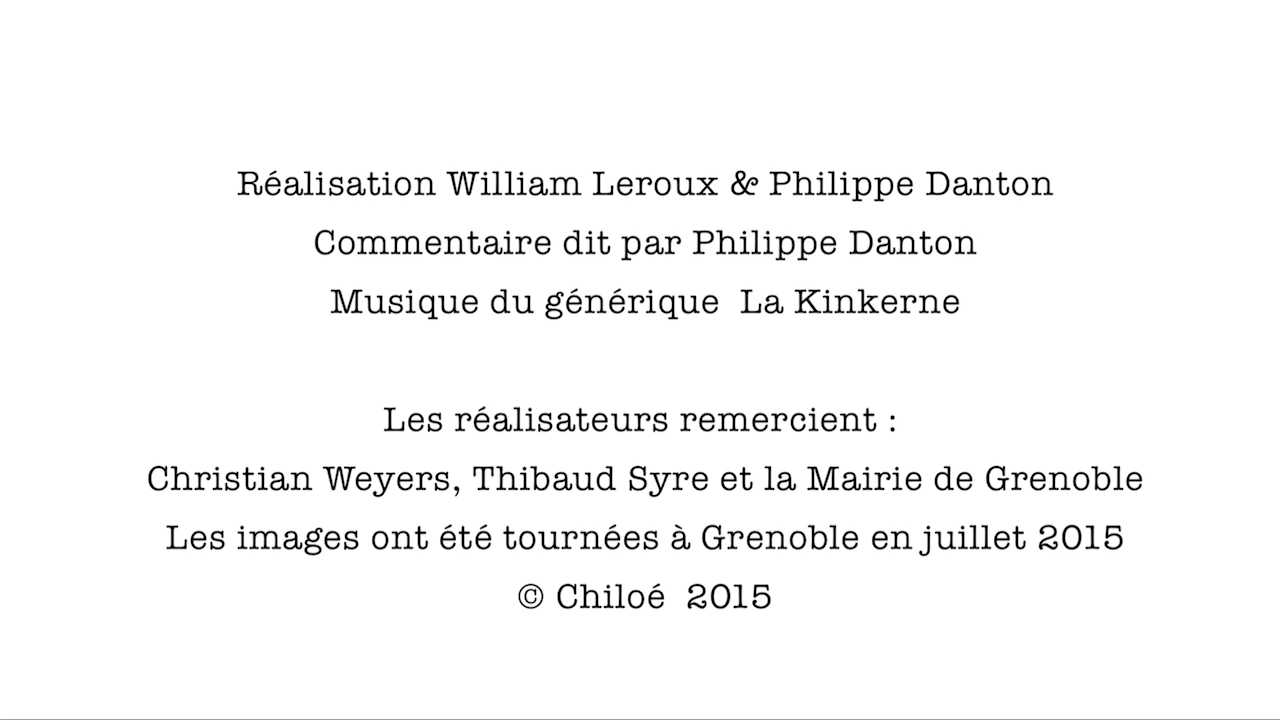 Réalisation William Leroux & Philippe Danton
Commentaire dit par Philippe Danton
Musique du générique  La Kinkerne
Les réalisateurs remercient :
Christian Weyers, Thibaud Syre et la Mairie de Grenoble
Les images ont été tournées à Grenoble en juillet 2015
© Chiloé  2015